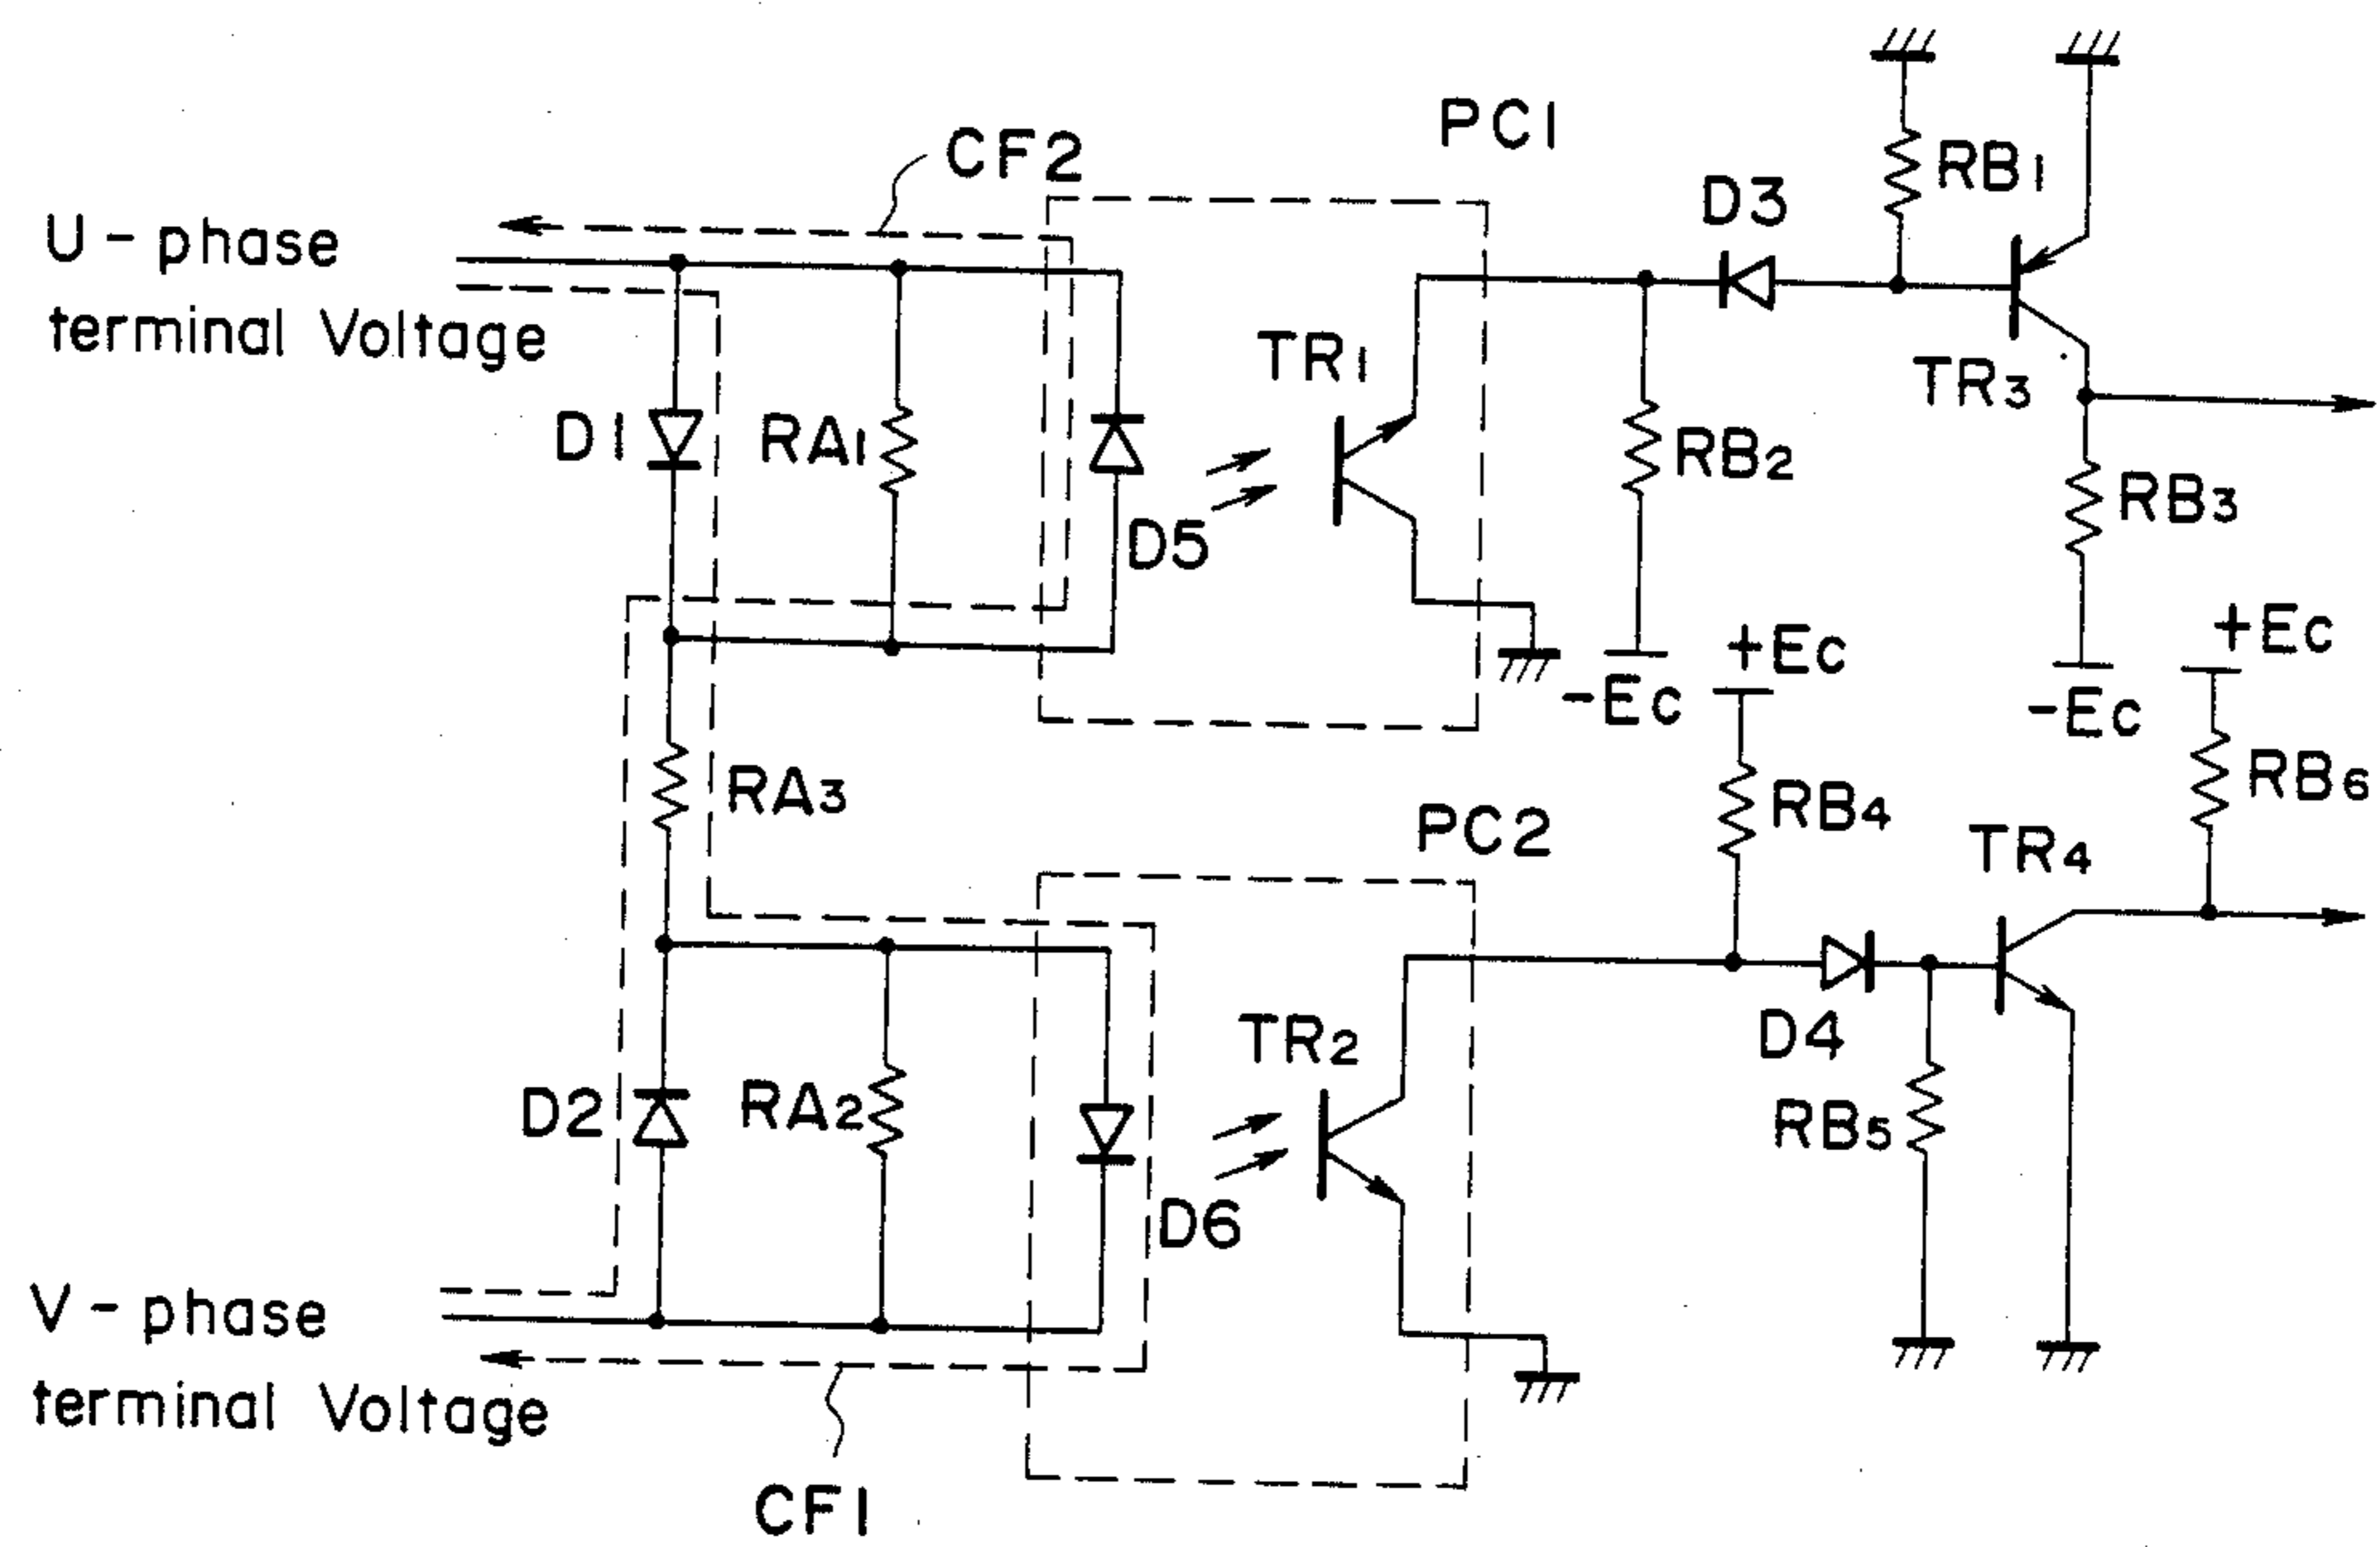 PC1
CF2
RB1
D3
U-phase
terminal Voltage
TR1
TR3
D1
RA1
RB2
RB3
D5
+Ec
+Ec
-Ec
-Ec
RA3
RB4
RB6
PC2
TR4
TR2
D4
D2
RA2
RB5
D6
V-phase
terminal Voltage
CF1